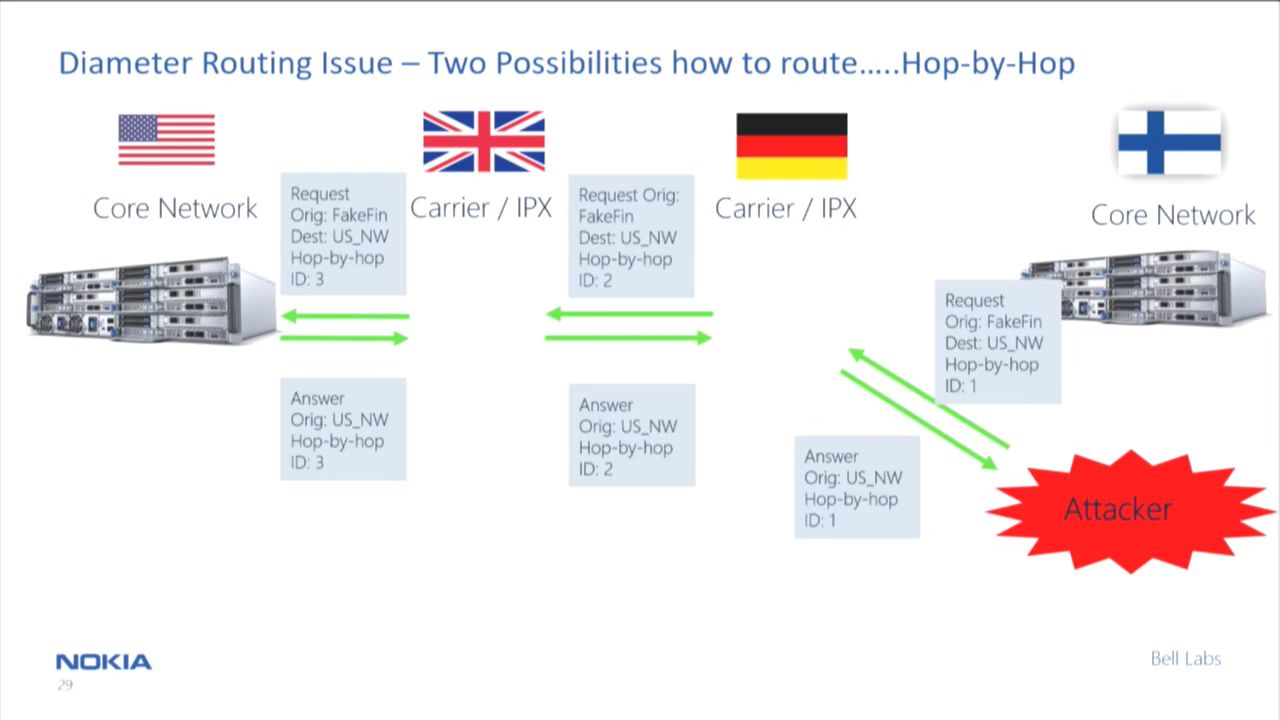 Diameter Routing Issue – Two Possibilities how to route…..Hop-by-Hop
Core Network
Request
Orig: FakeFin
Dest: US_NW
Hop-by-hop
ID: 3
Carrier / IPX
Request Orig:
FakeFin
Dest: US_NW
Hop-by-hop
ID: 2
Carrier / IPX
Core Network
Request
Orig: FakeFin
Dest: US_NW
Hop-by-hop
ID: 1
Answer
Orig: US_NW
Hop-by-hop
ID: 3
Answer
Orig: US_NW
Hop-by-hop
ID: 2
Answer
Orig: US_NW
Hop-by-hop
ID: 1
Attacker
NOKIA
29
Bell Labs